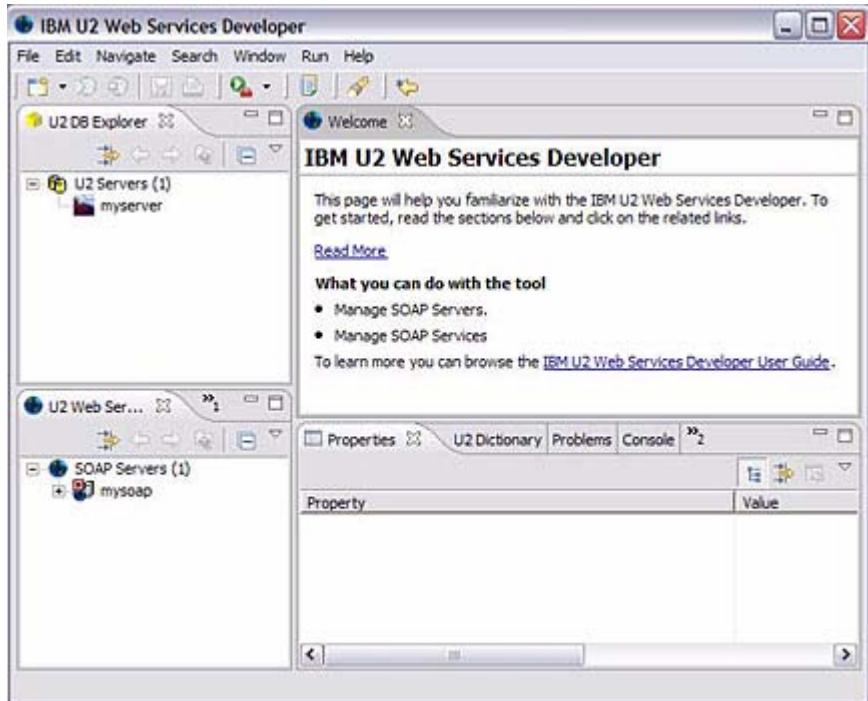 IBM U2 Web Services Developer
File Edit Navigate Search Window Run Help
U2 DB Explorer
U2 Servers (1)
myserver
Welcome
IBM U2 Web Services Developer
This page will help you familiarize with the IBM U2 Web Services Developer. To
get started, read the sections below and click on the related links.
Read More
What you can do with the tool
• Manage SOAP Servers.
• Manage SOAP Services
To learn more you can browse the IBM U2 Web Services Developer User Guide.
U2 Web Ser... »1
SOAP Servers (1)
mysoap
Properties U2 Dictionary Problems Console »2
Property Value